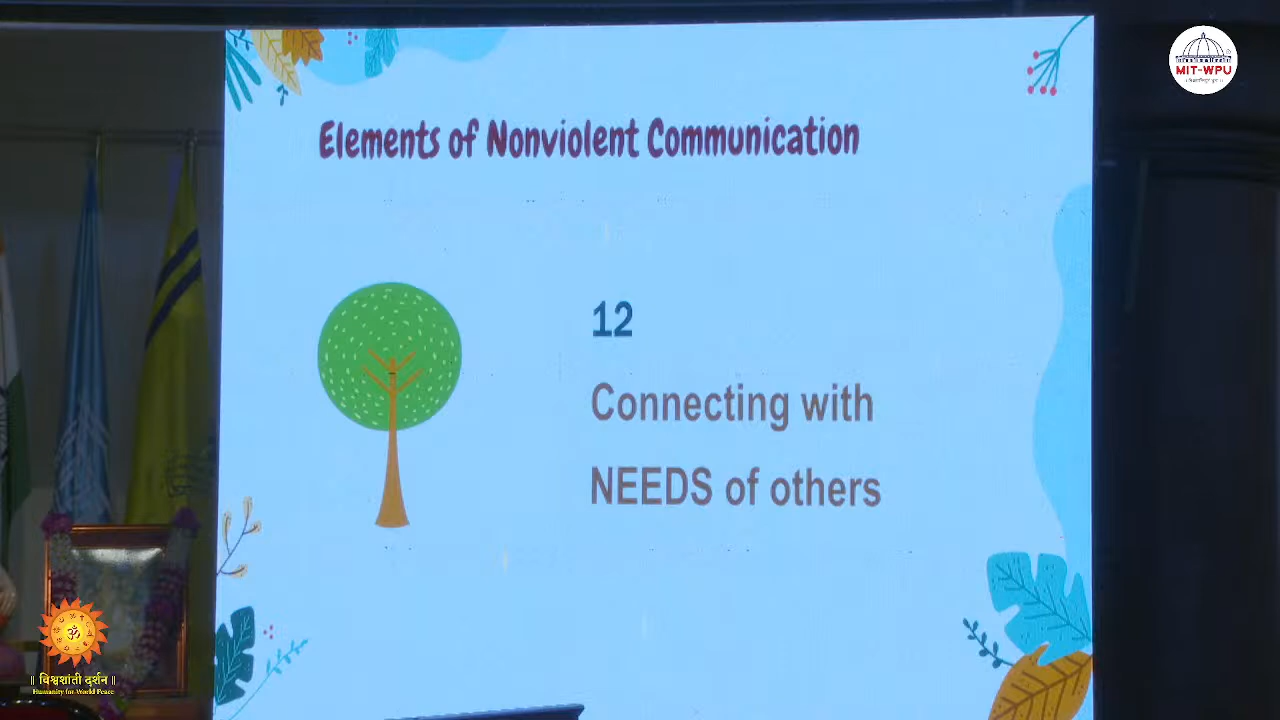 MIT-WPU
Elements of Nonviolent Communication
12
Connecting with
NEEDS of others
ॐ
|| विश्वशांती दर्शन ||
Humanity for World Peace